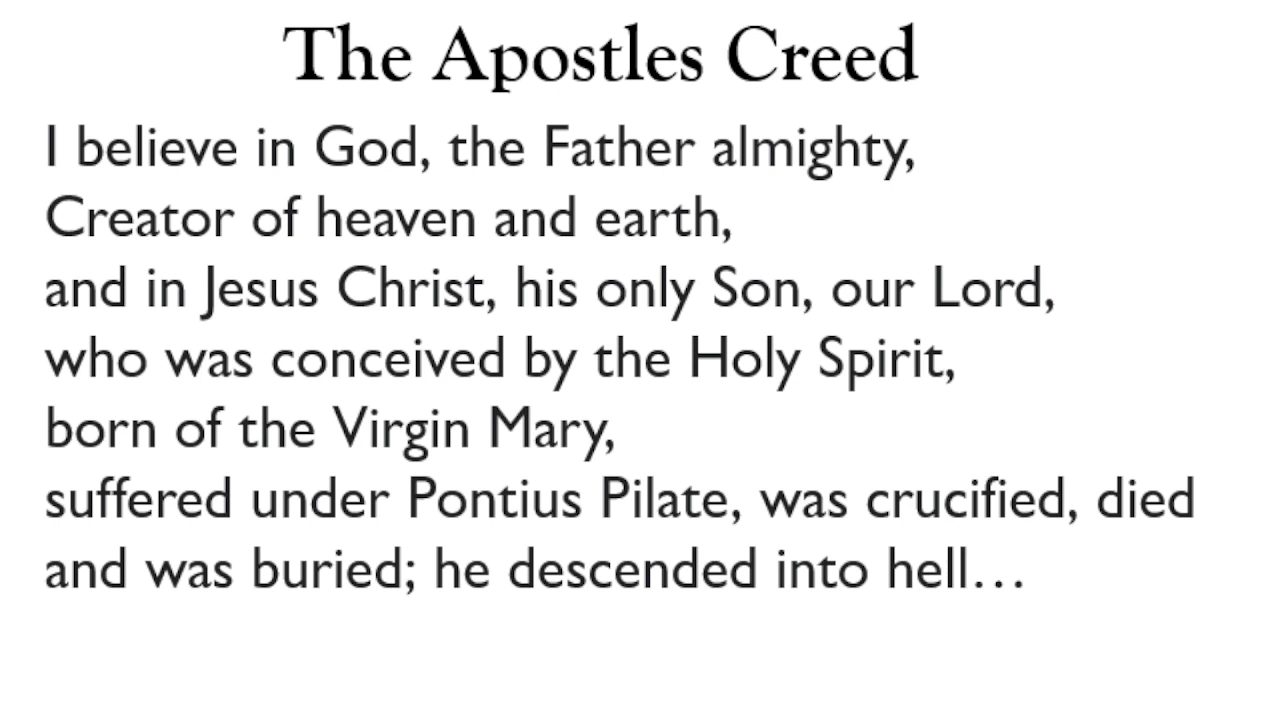 The Apostles Creed
I believe in God, the Father almighty,
Creator of heaven and earth,
and in Jesus Christ, his only Son, our Lord,
who was conceived by the Holy Spirit,
born of the Virgin Mary,
suffered under Pontius Pilate, was crucified, died
and was buried; he descended into hell…